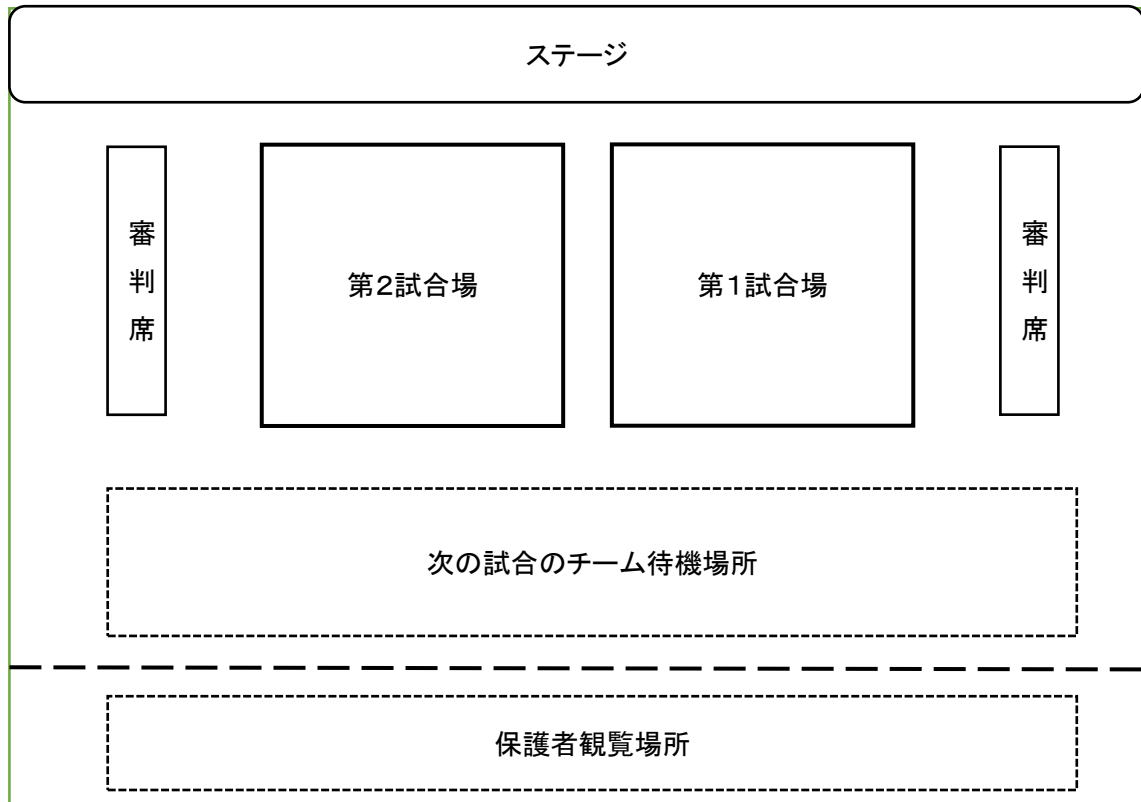 ステージ
審判席
第2試合場
第1試合場
審判席
次の試合のチーム待機場所
保護者観覧場所